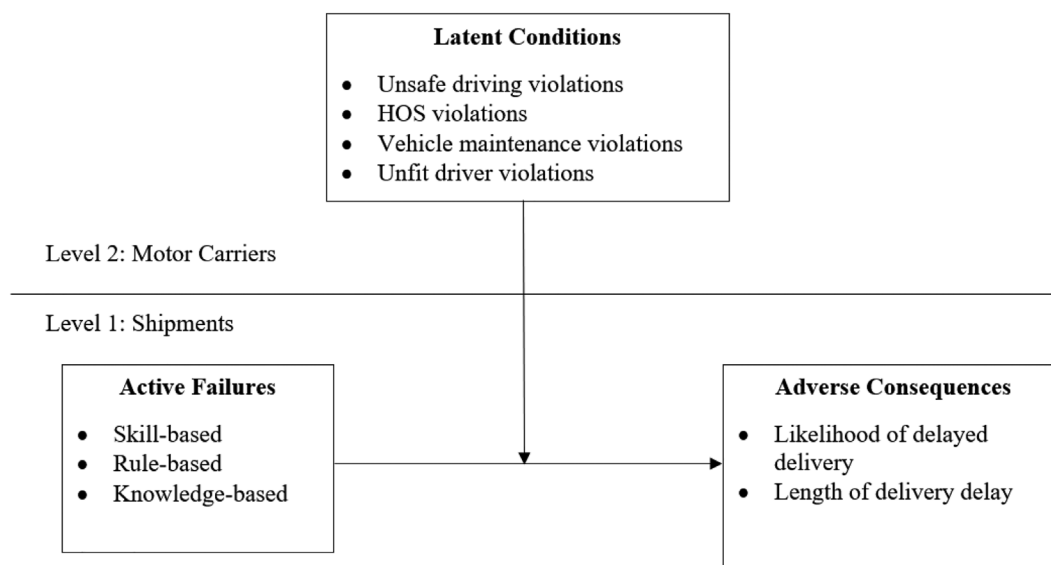 Latent Conditions
● Unsafe driving violations
● HOS violations
● Vehicle maintenance violations
● Unfit driver violations
Level 2: Motor Carriers
Level 1: Shipments
Active Failures
● Skill-based
● Rule-based
● Knowledge-based
Adverse Consequences
● Likelihood of delayed
delivery
● Length of delivery delay